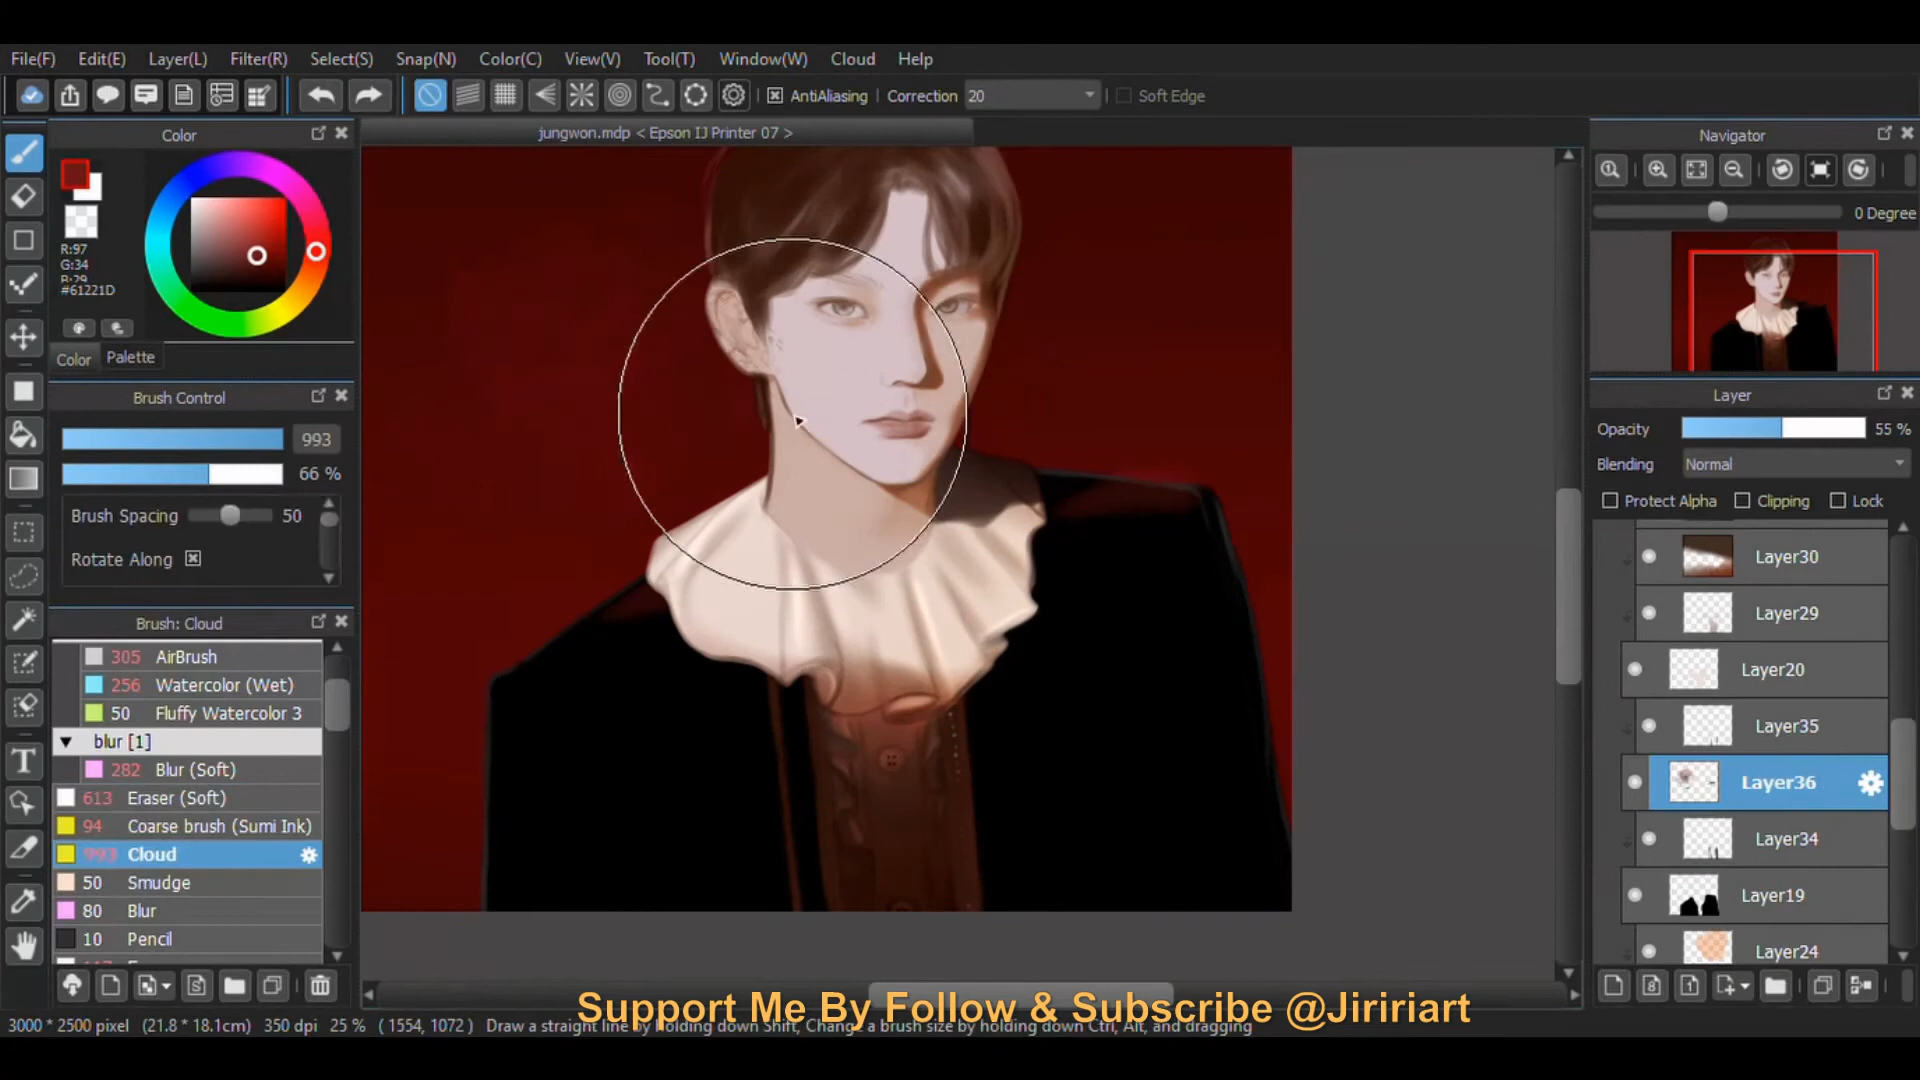 File(F) Edit(E) Layer(L) Filter(R) Select(S) Snap(N) Color(C) View(V) Tool(T) Window(W) Cloud Help
AntiAliasing Correction 20 Soft Edge
Color
jungwon.mdp < Epson IJ Printer 07 >
Navigator
R:97
G:34
B:29
#61221D
0 Degree
Color Palette
Brush Control
993
66 %
Brush Spacing 50
Rotate Along
Brush: Cloud
305 AirBrush
256 Watercolor (Wet)
50 Fluffy Watercolor 3
blur [1]
282 Blur (Soft)
613 Eraser (Soft)
94 Coarse brush (Sumi Ink)
993 Cloud
50 Smudge
80 Blur
10 Pencil
Layer
Opacity 55 %
Blending Normal
Protect Alpha Clipping Lock
Layer30
Layer29
Layer20
Layer35
Layer36
Layer34
Layer19
Layer24
Support Me By Follow & Subscribe @Jiririart
3000 * 2500 pixel (21.8 * 18.1cm) 350 dpi 25 % ( 1554, 1072 ) Draw a straight line by holding down Shift, Change a brush size by holding down Ctrl, Alt, and dragging